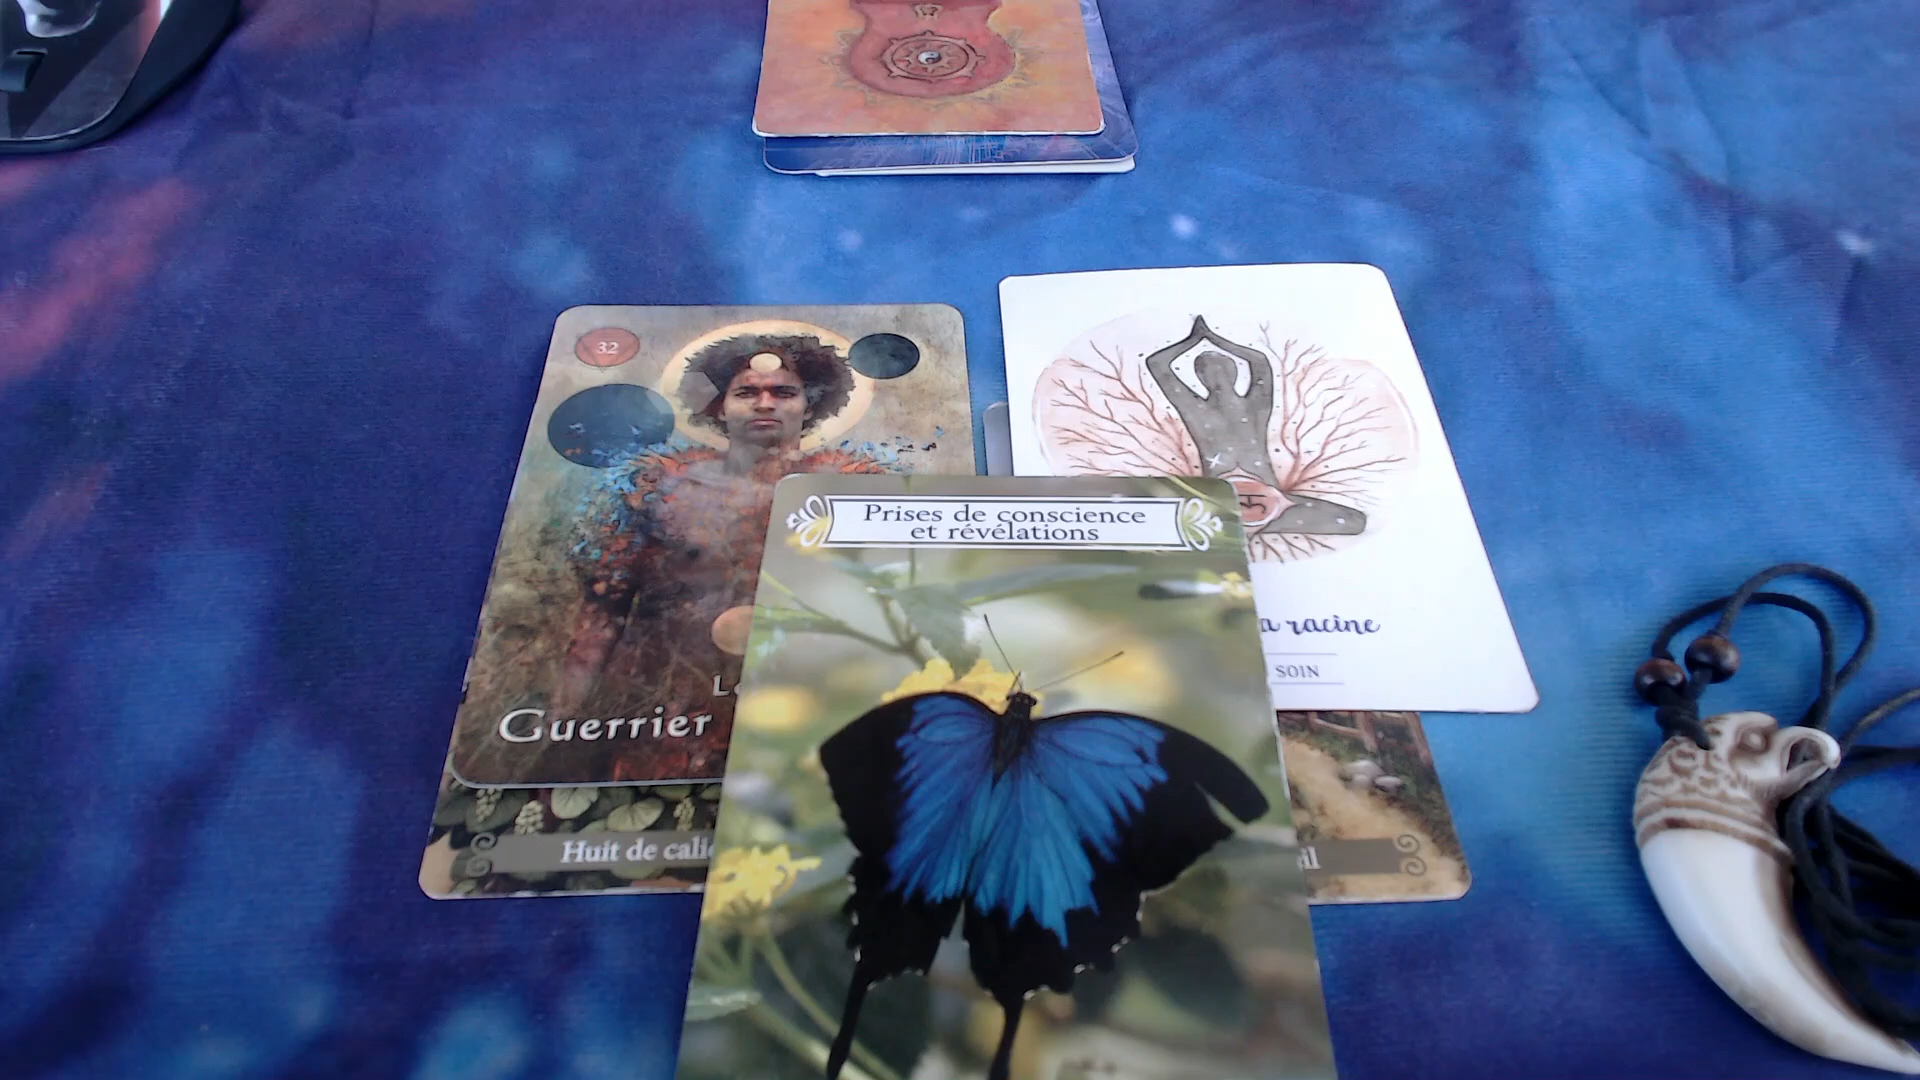 32
Guerrier
Prises de conscience
et révélations
a racine
SOIN
Huit de cali
il